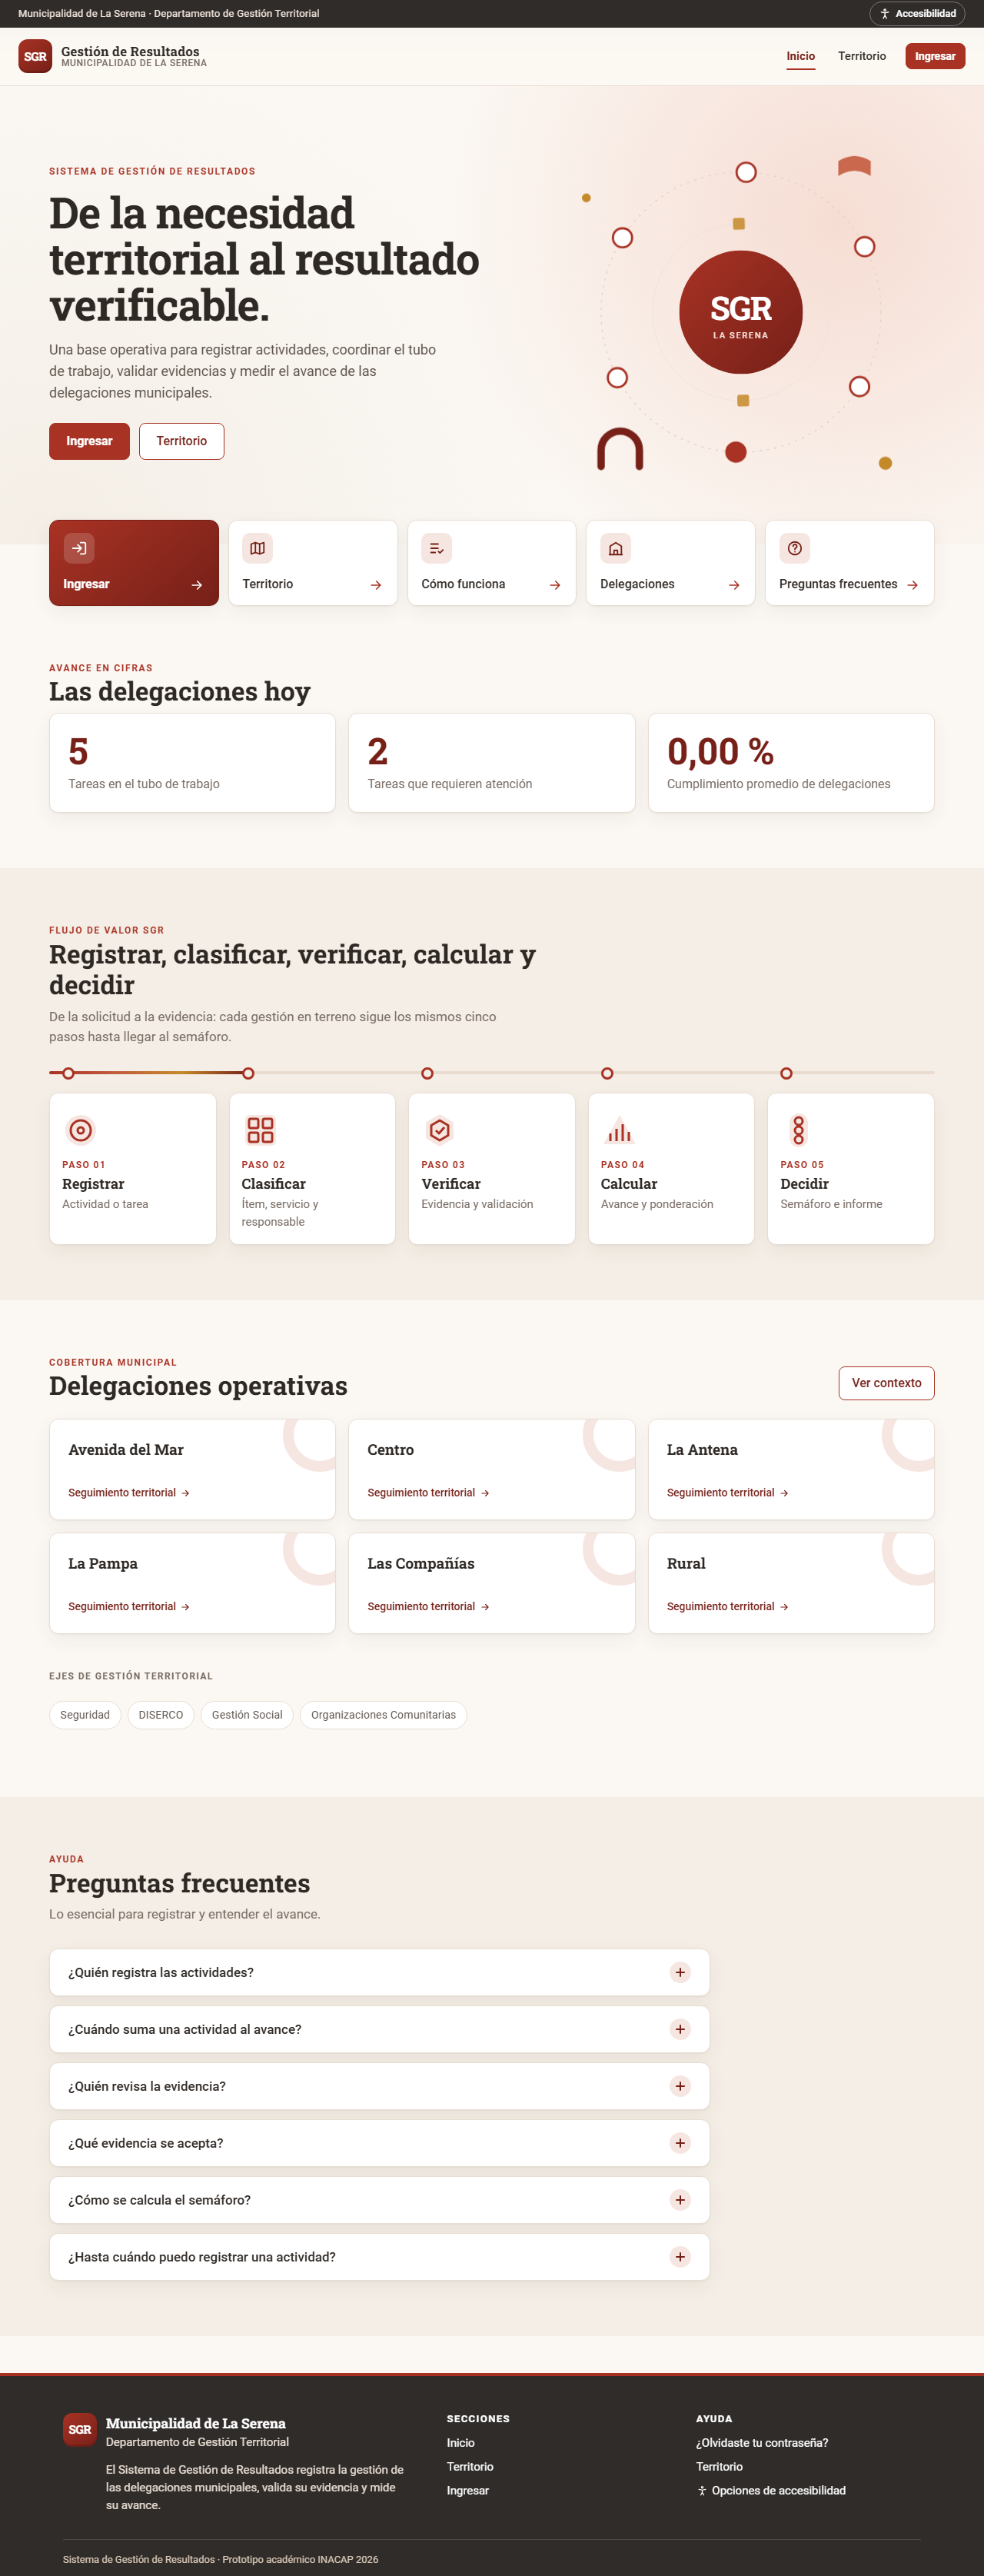 Municipalidad de La Serena · Departamento de Gestión Territorial
Accesibilidad
SGR
Gestión de Resultados
MUNICIPALIDAD DE LA SERENA
Inicio
Territorio
Ingresar
SISTEMA DE GESTIÓN DE RESULTADOS
De la necesidad
territorial al resultado
verificable.
Una base operativa para registrar actividades, coordinar el tubo
de trabajo, validar evidencias y medir el avance de las
delegaciones municipales.
Ingresar
Territorio
SGR
LA SERENA
Ingresar
Territorio
Cómo funciona
Delegaciones
Preguntas frecuentes
AVANCE EN CIFRAS
Las delegaciones hoy
5
Tareas en el tubo de trabajo
2
Tareas que requieren atención
0,00 %
Cumplimiento promedio de delegaciones
FLUJO DE VALOR SGR
Registrar, clasificar, verificar, calcular y
decidir
De la solicitud a la evidencia: cada gestión en terreno sigue los mismos cinco
pasos hasta llegar al semáforo.
PASO 01
Registrar
Actividad o tarea
PASO 02
Clasificar
Ítem, servicio y
responsable
PASO 03
Verificar
Evidencia y validación
PASO 04
Calcular
Avance y ponderación
PASO 05
Decidir
Semáforo e informe
COBERTURA MUNICIPAL
Delegaciones operativas
Ver contexto
Avenida del Mar
Seguimiento territorial
Centro
Seguimiento territorial
La Antena
Seguimiento territorial
La Pampa
Seguimiento territorial
Las Compañías
Seguimiento territorial
Rural
Seguimiento territorial
EJES DE GESTIÓN TERRITORIAL
Seguridad
DISERCO
Gestión Social
Organizaciones Comunitarias
AYUDA
Preguntas frecuentes
Lo esencial para registrar y entender el avance.
¿Quién registra las actividades?
¿Cuándo suma una actividad al avance?
¿Quién revisa la evidencia?
¿Qué evidencia se acepta?
¿Cómo se calcula el semáforo?
¿Hasta cuándo puedo registrar una actividad?
SGR
Municipalidad de La Serena
Departamento de Gestión Territorial
El Sistema de Gestión de Resultados registra la gestión de
las delegaciones municipales, valida su evidencia y mide
su avance.
SECCIONES
Inicio
Territorio
Ingresar
AYUDA
¿Olvidaste tu contraseña?
Territorio
Opciones de accesibilidad
Sistema de Gestión de Resultados · Prototipo académico INACAP 2026